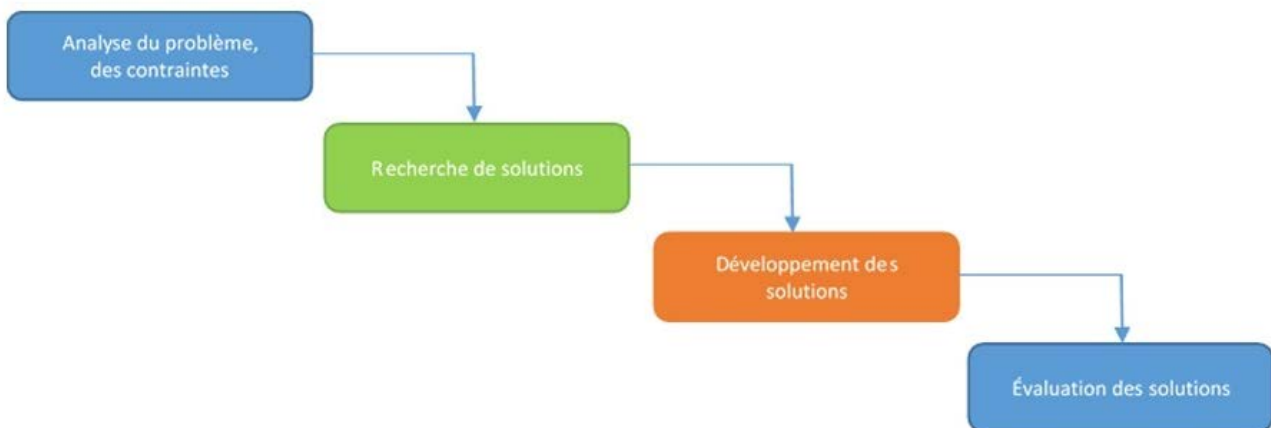 Analyse du problème,
des contraintes
Recherche de solutions
Développement des
solutions
Évaluation des solutions